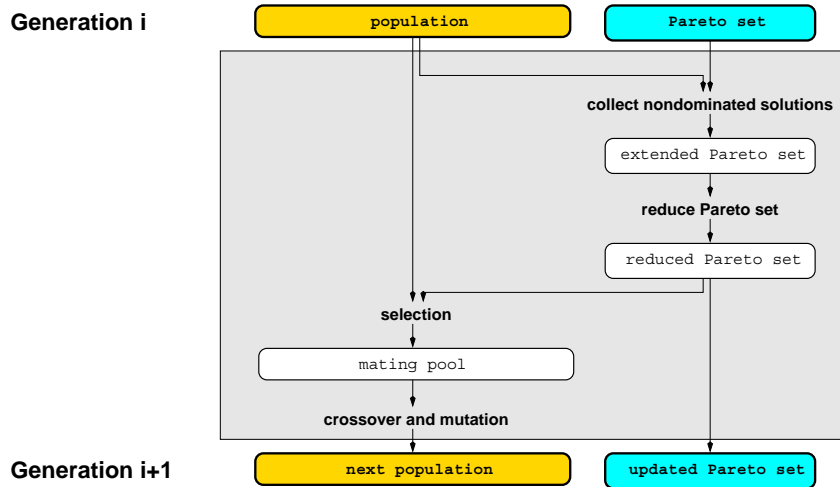 Generation i
population
Pareto set
collect nondominated solutions
extended Pareto set
reduce Pareto set
reduced Pareto set
selection
mating pool
crossover and mutation
Generation i+1
next population
updated Pareto set